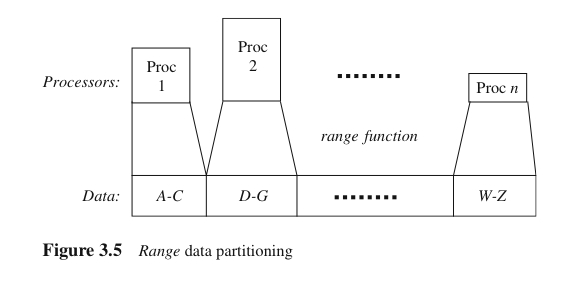 Proc
1
Proc
2
Processors:
Proc n
range function
Data:
A-C
D-G
W-Z
Figure 3.5 Range data partitioning